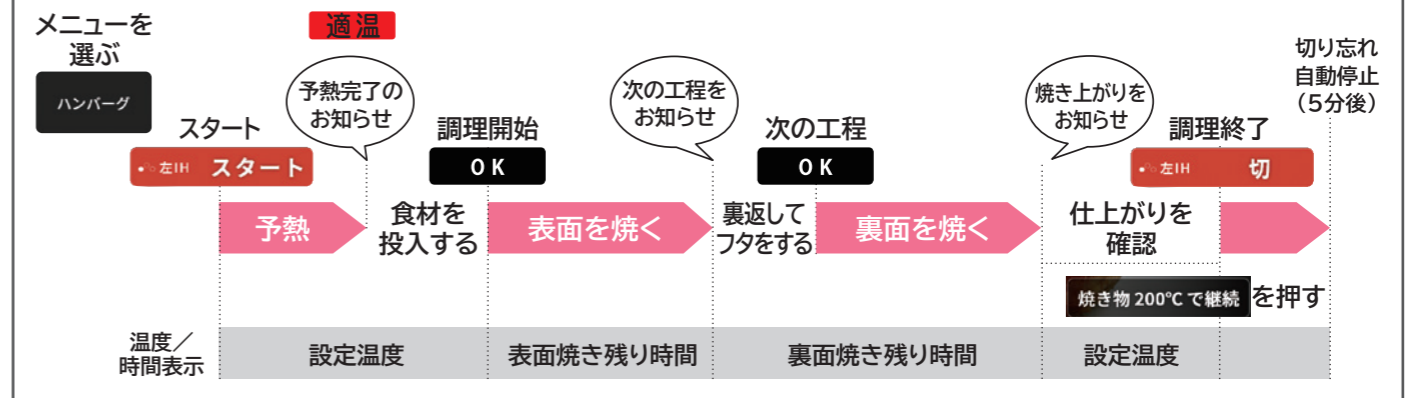 メニューを
選ぶ
ハンバーグ
スタート
左IH スタート
適温
予熱完了の
お知らせ
調理開始
OK
次の工程を
お知らせ
次の工程
OK
焼き上がりを
お知らせ
調理終了
左IH 切
切り忘れ
自動停止
(5分後)
予熱
食材を
投入する
表面を焼く
裏返して
フタをする
裏面を焼く
仕上がりを
確認
焼き物 200℃ で継続 を押す
温度/
時間表示
設定温度
表面焼き残り時間
裏面焼き残り時間
設定温度